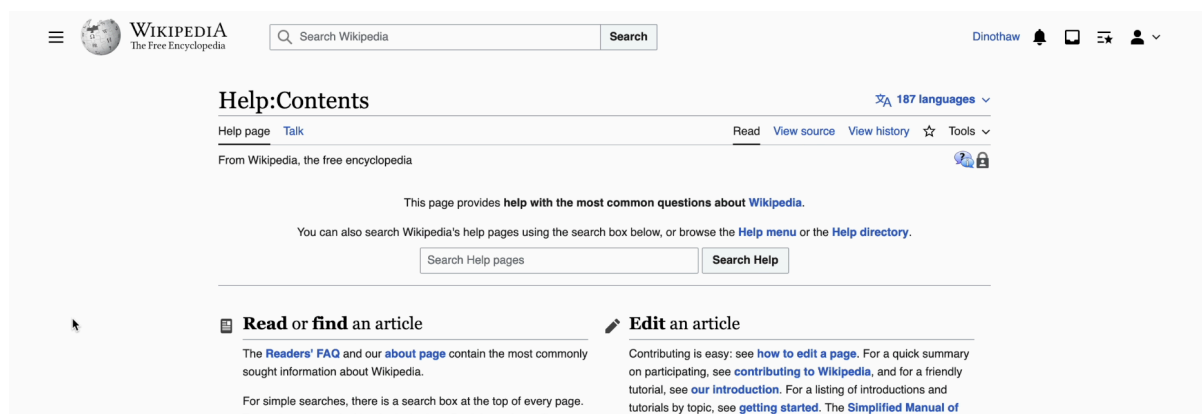 WIKIPEDIA
The Free Encyclopedia
Search Wikipedia
Search
Dinothaw
Help:Contents
187 languages
Help page Talk
Read View source View history Tools
From Wikipedia, the free encyclopedia
This page provides help with the most common questions about Wikipedia.
You can also search Wikipedia's help pages using the search box below, or browse the Help menu or the Help directory.
Search Help pages
Search Help
Read or find an article
The Readers' FAQ and our about page contain the most commonly
sought information about Wikipedia.
For simple searches, there is a search box at the top of every page.
Edit an article
Contributing is easy: see how to edit a page. For a quick summary
on participating, see contributing to Wikipedia, and for a friendly
tutorial, see our introduction. For a listing of introductions and
tutorials by topic, see getting started. The Simplified Manual of